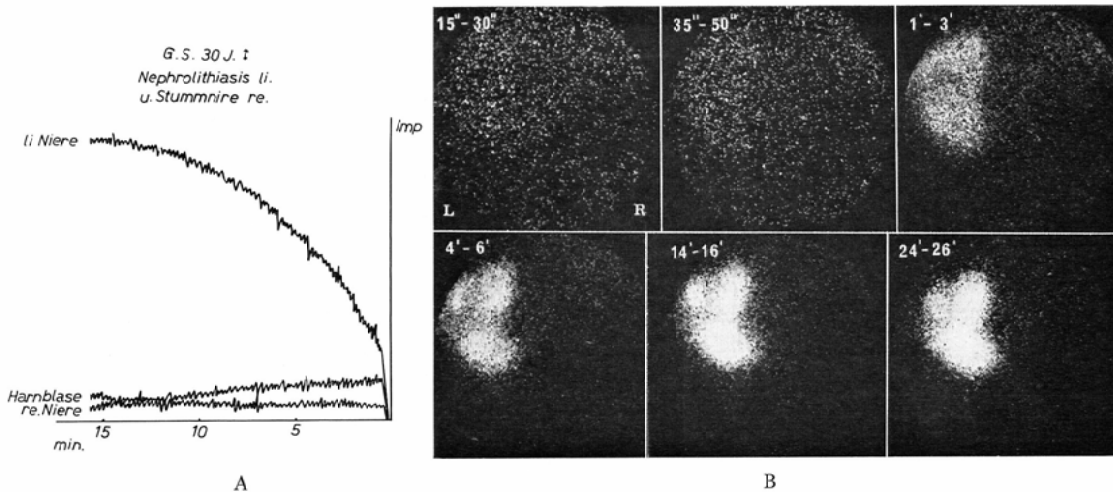 G.S. 30 J. ♀
Nephrolithiasis li.
u. Stummnire re.
imp
li Niere
Harnblase
re. Niere
15
10
5
min.
A
15"-30"
35"-50"
1'-3'
L
R
4'-6'
14'-16'
24'-26'
B